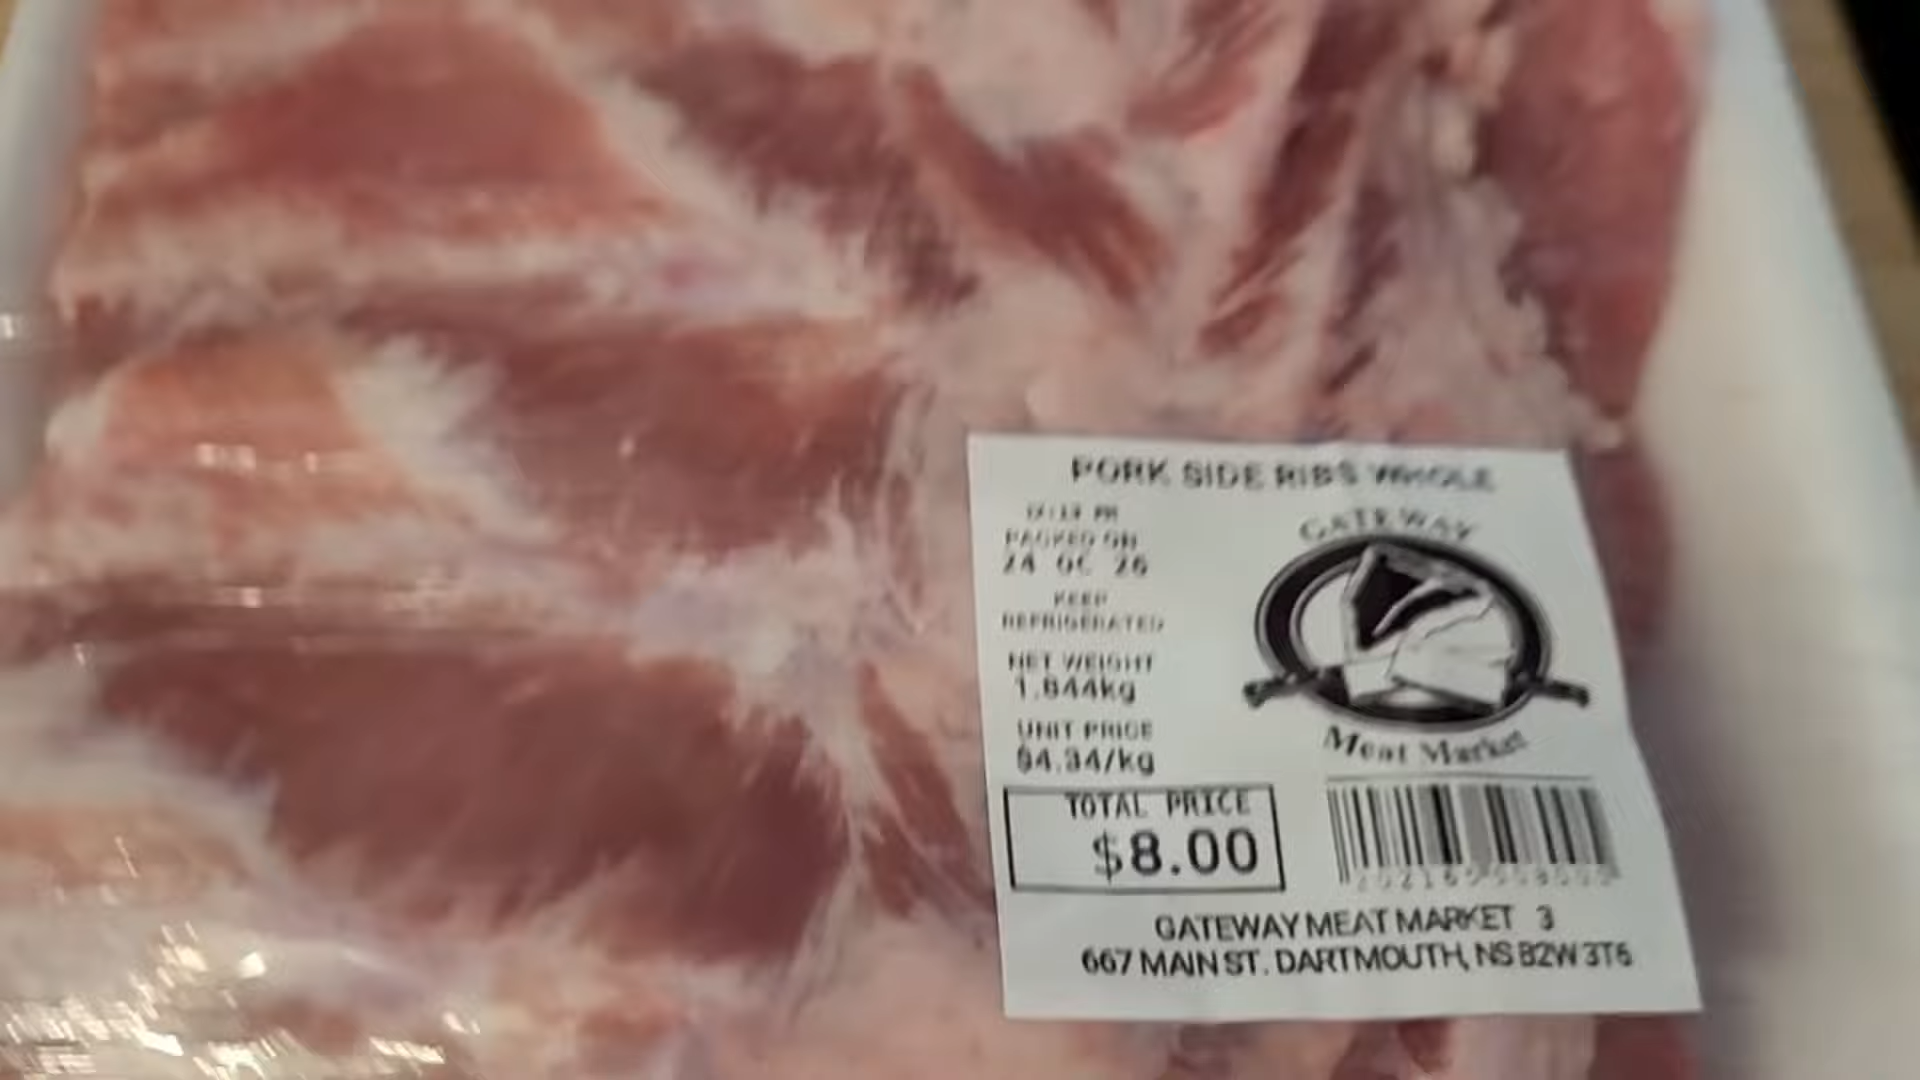 PORK SIDE RIBS WHOLE
PACKED ON
24 OC 26
KEEP
REFRIGERATED
NET WEIGHT
1.844kg
UNIT PRICE
$4.34/kg
TOTAL PRICE
$8.00
GATEWAY
Meat Market
GATEWAY MEAT MARKET 3
667 MAIN ST. DARTMOUTH, NS B2W 3T6